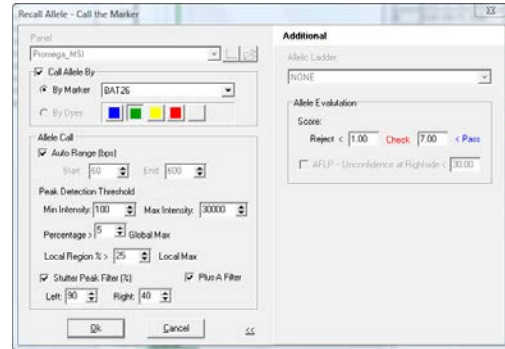 Recall Allele - Call the Marker
Panel:
Promega_MSI
Call Allele By
By Marker BAT26
By Dyes
Allele Call
Auto Range (bps)
Start: 60 End: 600
Peak Detection Threshold
Min Intensity: 100 Max Intensity: 30000
Percentage > 5 Global Max
Local Region % > 25 Local Max
Stutter Peak Filter (%) Plus-A Filter
Left: 90 Right: 40
Ok Cancel <<
Additional
Allelic Ladder:
NONE
Allele Evalutation
Score:
Reject < 1.00 Check 7.00 < Pass
AFLP - Unconfidence at Rightside < 30.00